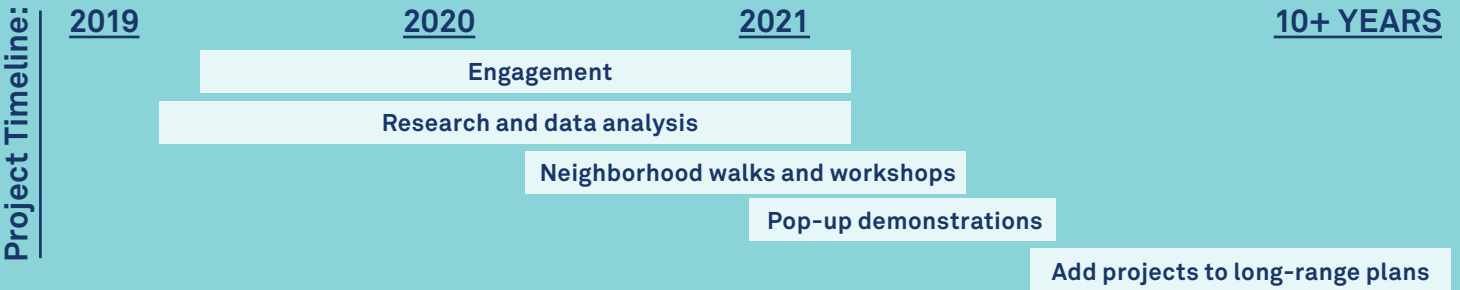 Project Timeline:
2019 2020 2021 10+ YEARS
Engagement
Research and data analysis
Neighborhood walks and workshops
Pop-up demonstrations
Add projects to long-range plans